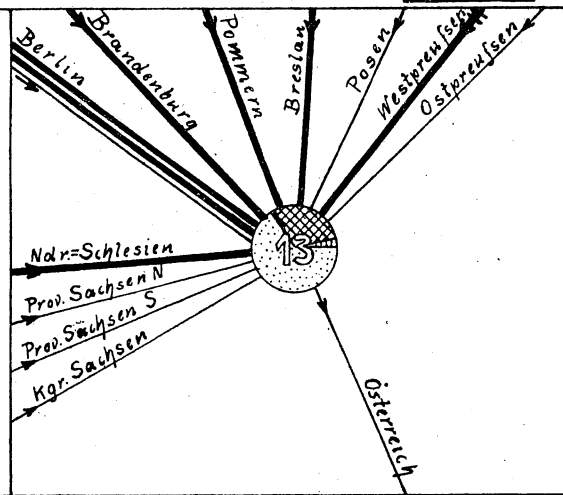 Berlin
Brandenburg
Pommern
Breslau
Posen
Westpreußen
Ostpreußen
13
Ndr.=Schlesien
Prov. Sachsen N
Prov. Sachsen S
Kgr. Sachsen
Österreich